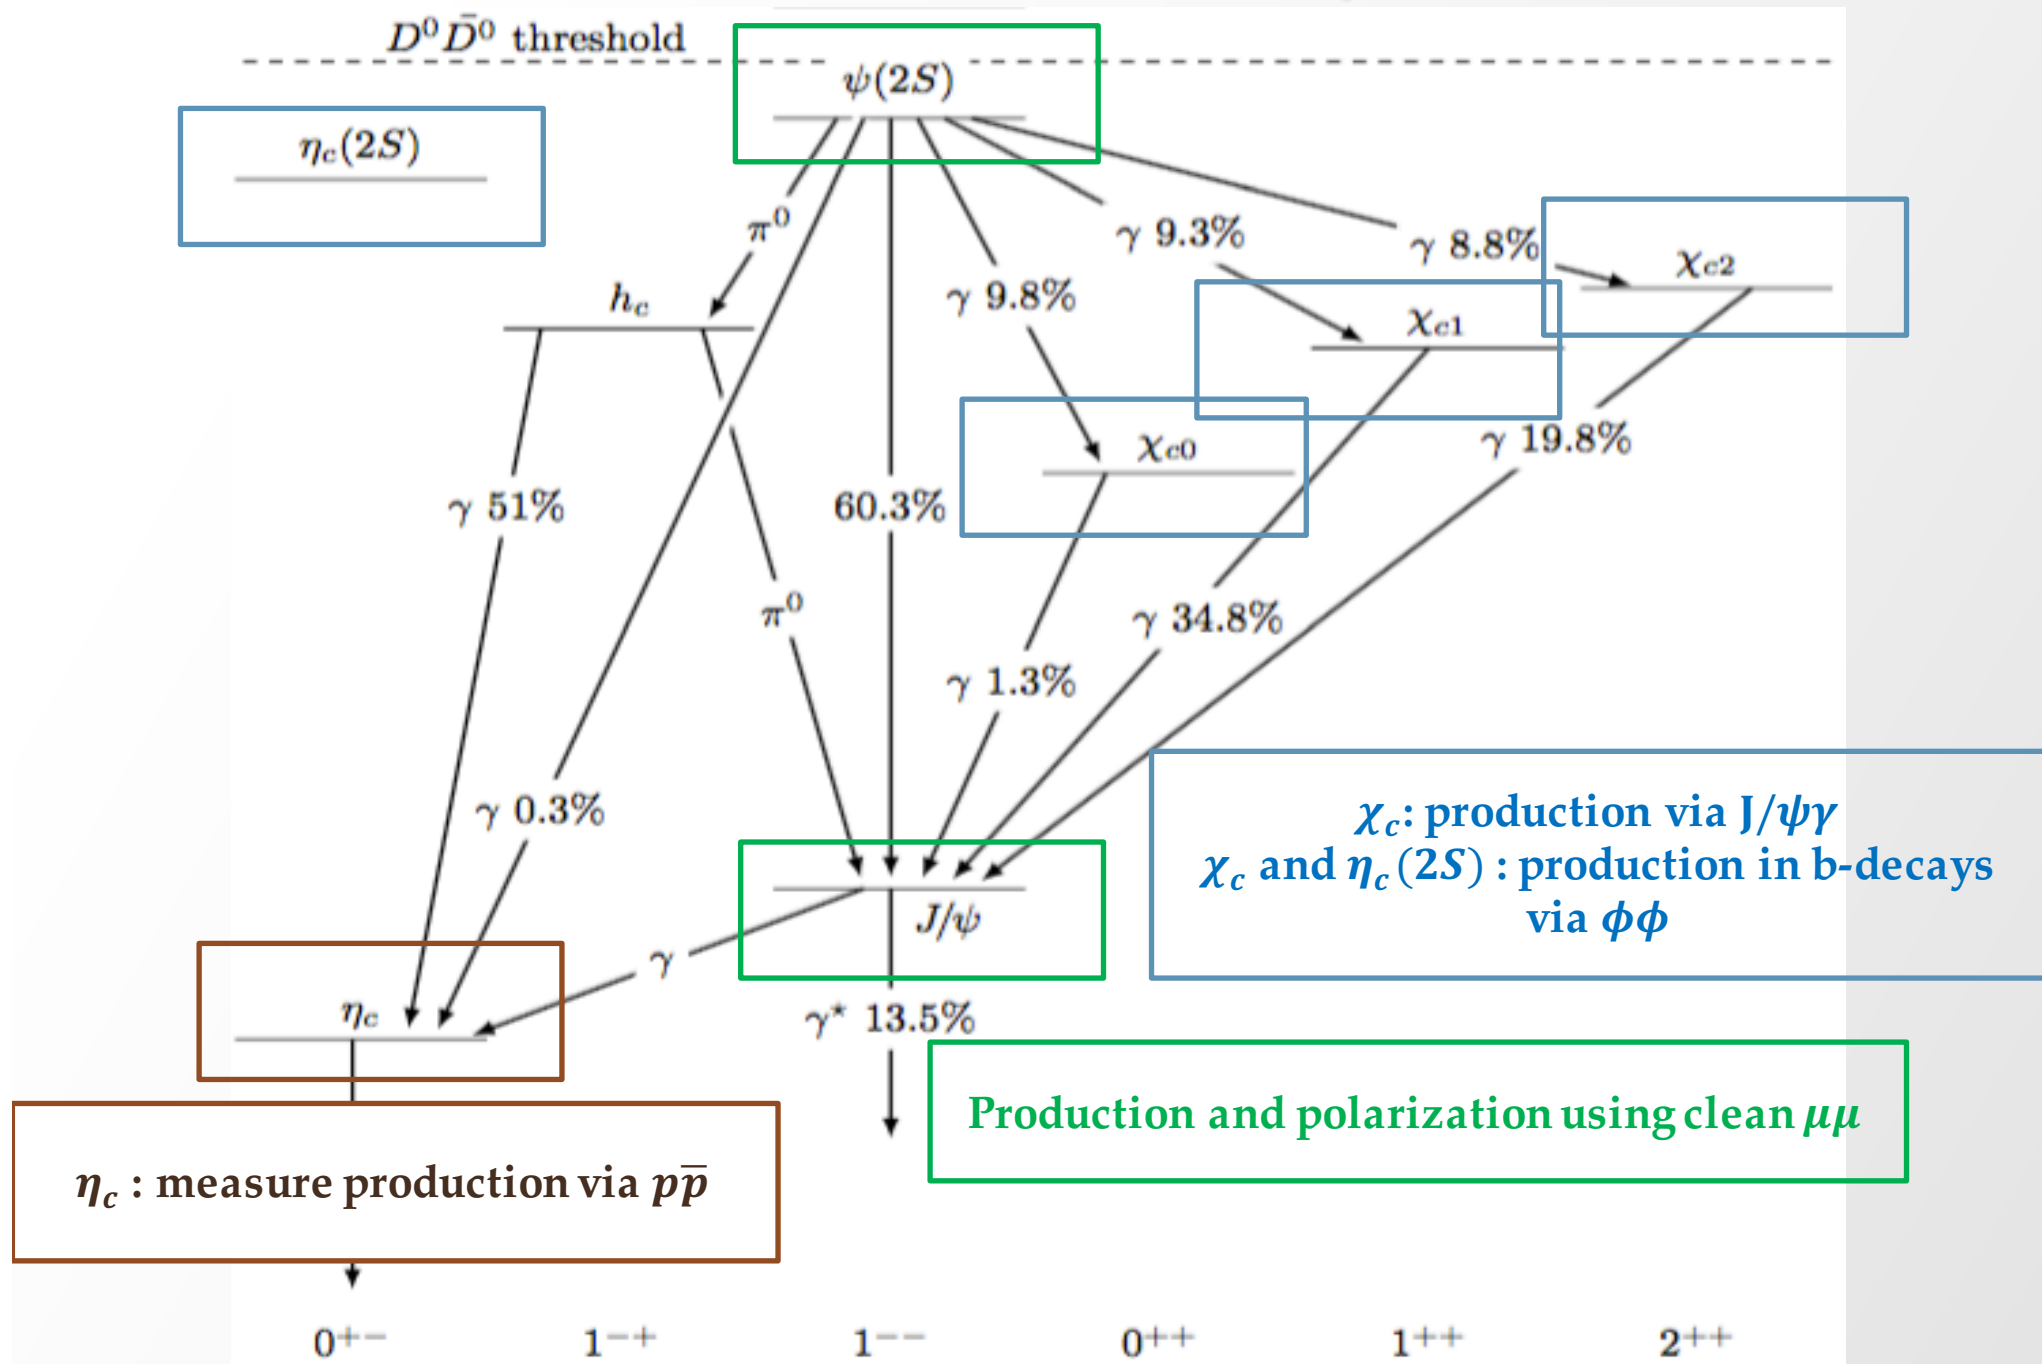 D⁰D̄⁰ threshold
ψ(2S)
η_c(2S)
π⁰
γ 9.3%
γ 8.8%
χ_c2
h_c
γ 9.8%
χ_c1
χ_c0
γ 19.8%
γ 51%
60.3%
π⁰
γ 34.8%
γ 1.3%
γ 0.3%
χ_c: production via J/ψγ
χ_c and η_c(2S) : production in b-decays
via ϕϕ
J/ψ
γ
η_c
γ* 13.5%
Production and polarization using clean μμ
η_c : measure production via pp̄
0⁺⁻ 1⁻⁺ 1⁻⁻ 0⁺⁺ 1⁺⁺ 2⁺⁺